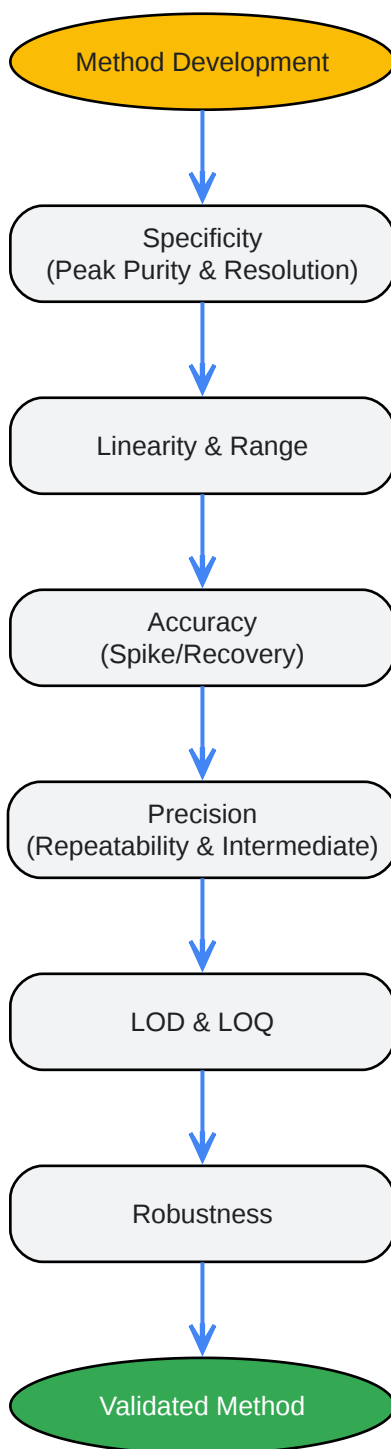 Method Development
Specificity
(Peak Purity & Resolution)
Linearity & Range
Accuracy
(Spike/Recovery)
Precision
(Repeatability & Intermediate)
LOD & LOQ
Robustness
Validated Method